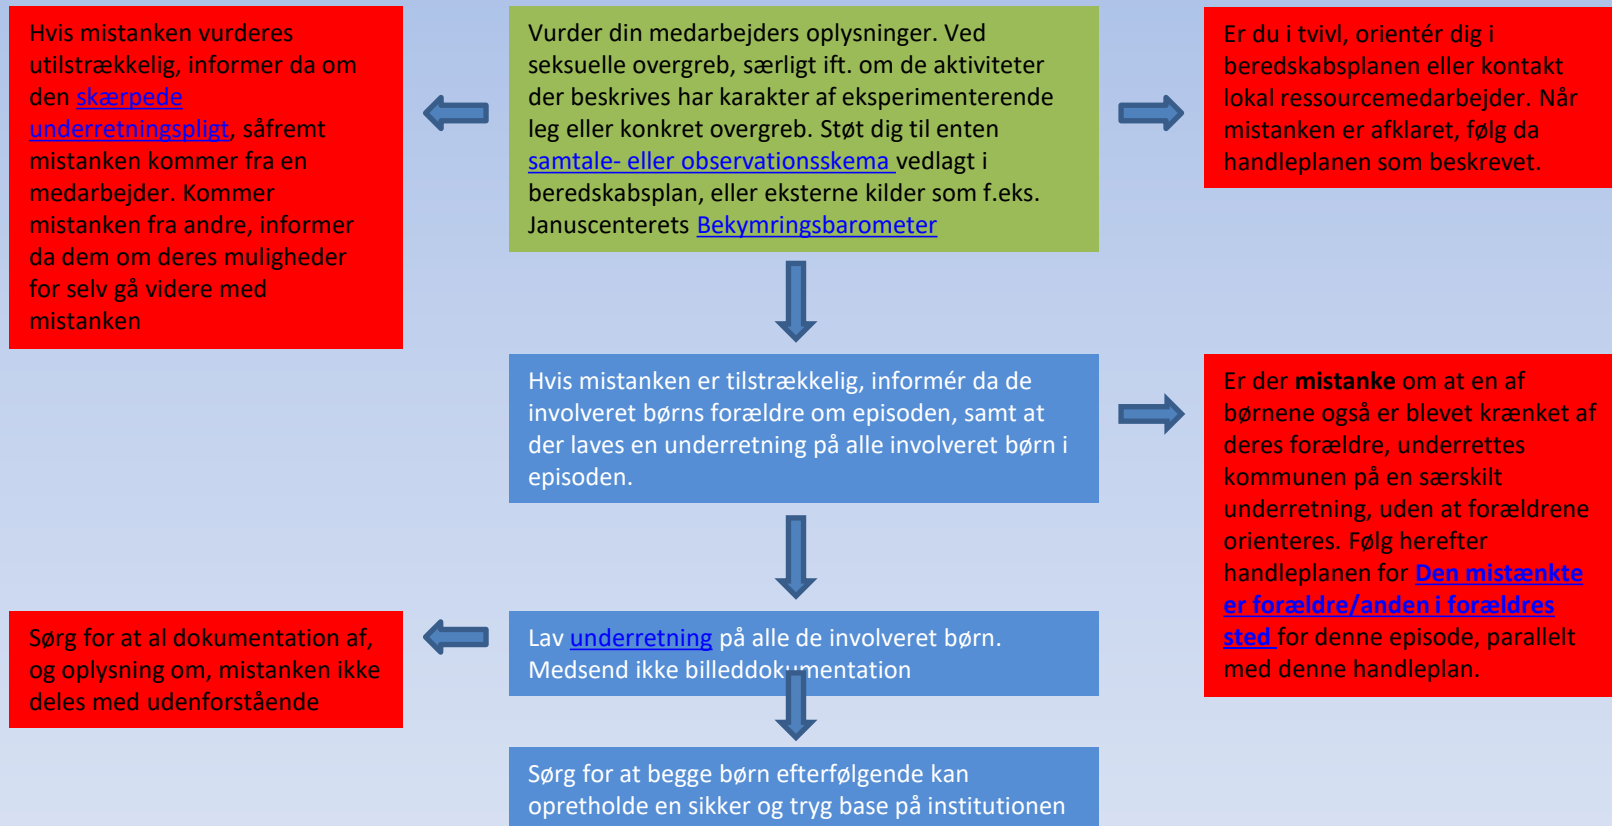 Hvis mistanken vurderes
utilstrækkelig, informer da om
den skærpede
underretningspligt, såfremt
mistanken kommer fra en
medarbejder. Kommer
mistanken fra andre, informer
da dem om deres muligheder
for selv gå videre med
mistanken
Vurder din medarbejders oplysninger. Ved
seksuelle overgreb, særligt ift. om de aktiviteter
der beskrives har karakter af eksperimenterende
leg eller konkret overgreb. Støt dig til enten
samtale- eller observationsskema vedlagt i
beredskabsplan, eller eksterne kilder som f.eks.
Januscenterets Bekymringsbarometer
Er du i tvivl, orientér dig i
beredskabsplanen eller kontakt
lokal ressourcemedarbejder. Når
mistanken er afklaret, følg da
handleplanen som beskrevet.
Hvis mistanken er tilstrækkelig, informér da de
involveret børns forældre om episoden, samt at
der laves en underretning på alle involveret børn i
episoden.
Er der mistanke om at en af
børnene også er blevet krænket af
deres forældre, underrettes
kommunen på en særskilt
underretning, uden at forældrene
orienteres. Følg herefter
handleplanen for Den mistænkte
er forældre/anden i forældres
sted for denne episode, parallelt
med denne handleplan.
Sørg for at al dokumentation af,
og oplysning om, mistanken ikke
deles med udenforstående
Lav underretning på alle de involveret børn.
Medsend ikke billeddokumentation
Sørg for at begge børn efterfølgende kan
opretholde en sikker og tryg base på institutionen